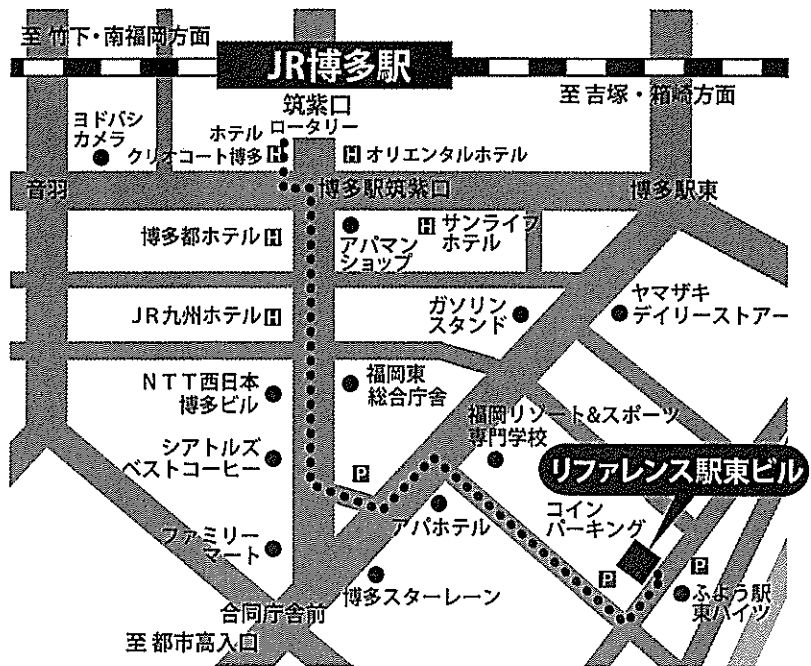 至 竹下・南福岡方面
JR博多駅
至 吉塚・箱崎方面
筑紫口
ロータリー
ヨドバシ
カメラ
ホテル
クリオコート博多 H
H オリエンタルホテル
音羽
博多駅筑紫口
博多駅東
博多都ホテル H
アパマン
ショップ
H サンライフ
ホテル
JR九州ホテル H
ガソリン
スタンド
ヤマザキ
デイリーストアー
NTT西日本
博多ビル
福岡東
総合庁舎
福岡リゾート&スポーツ
専門学校
シアトルズ
ベストコーヒー
P
リファレンス駅東ビル
アパホテル
コイン
パーキング
ファミリー
マート
博多スターレーン
P
P
ふよう駅
東ハイツ
合同庁舎前
至 都市高入口